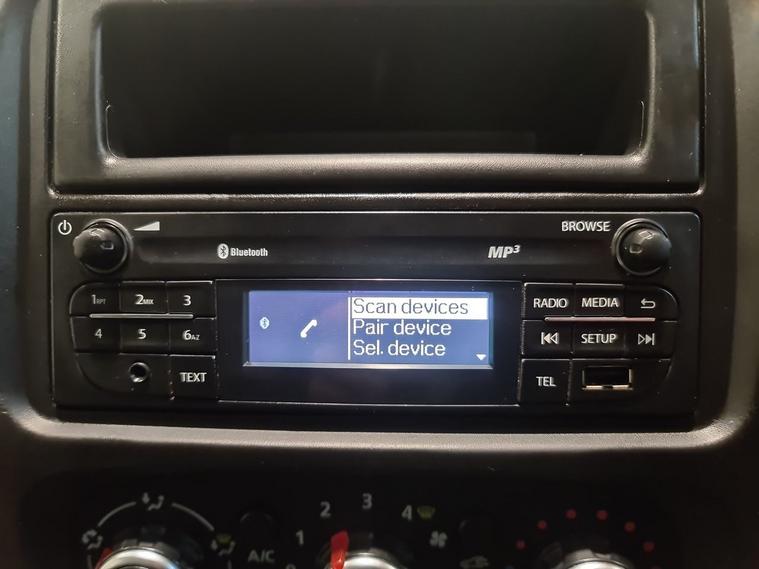 BROWSE
Bluetooth
MP3
1RPT 2MIX 3
4 5 6AZ
TEXT
Scan devices
Pair device
Sel. device
RADIO MEDIA
SETUP
TEL
1 2 3 4
A/C